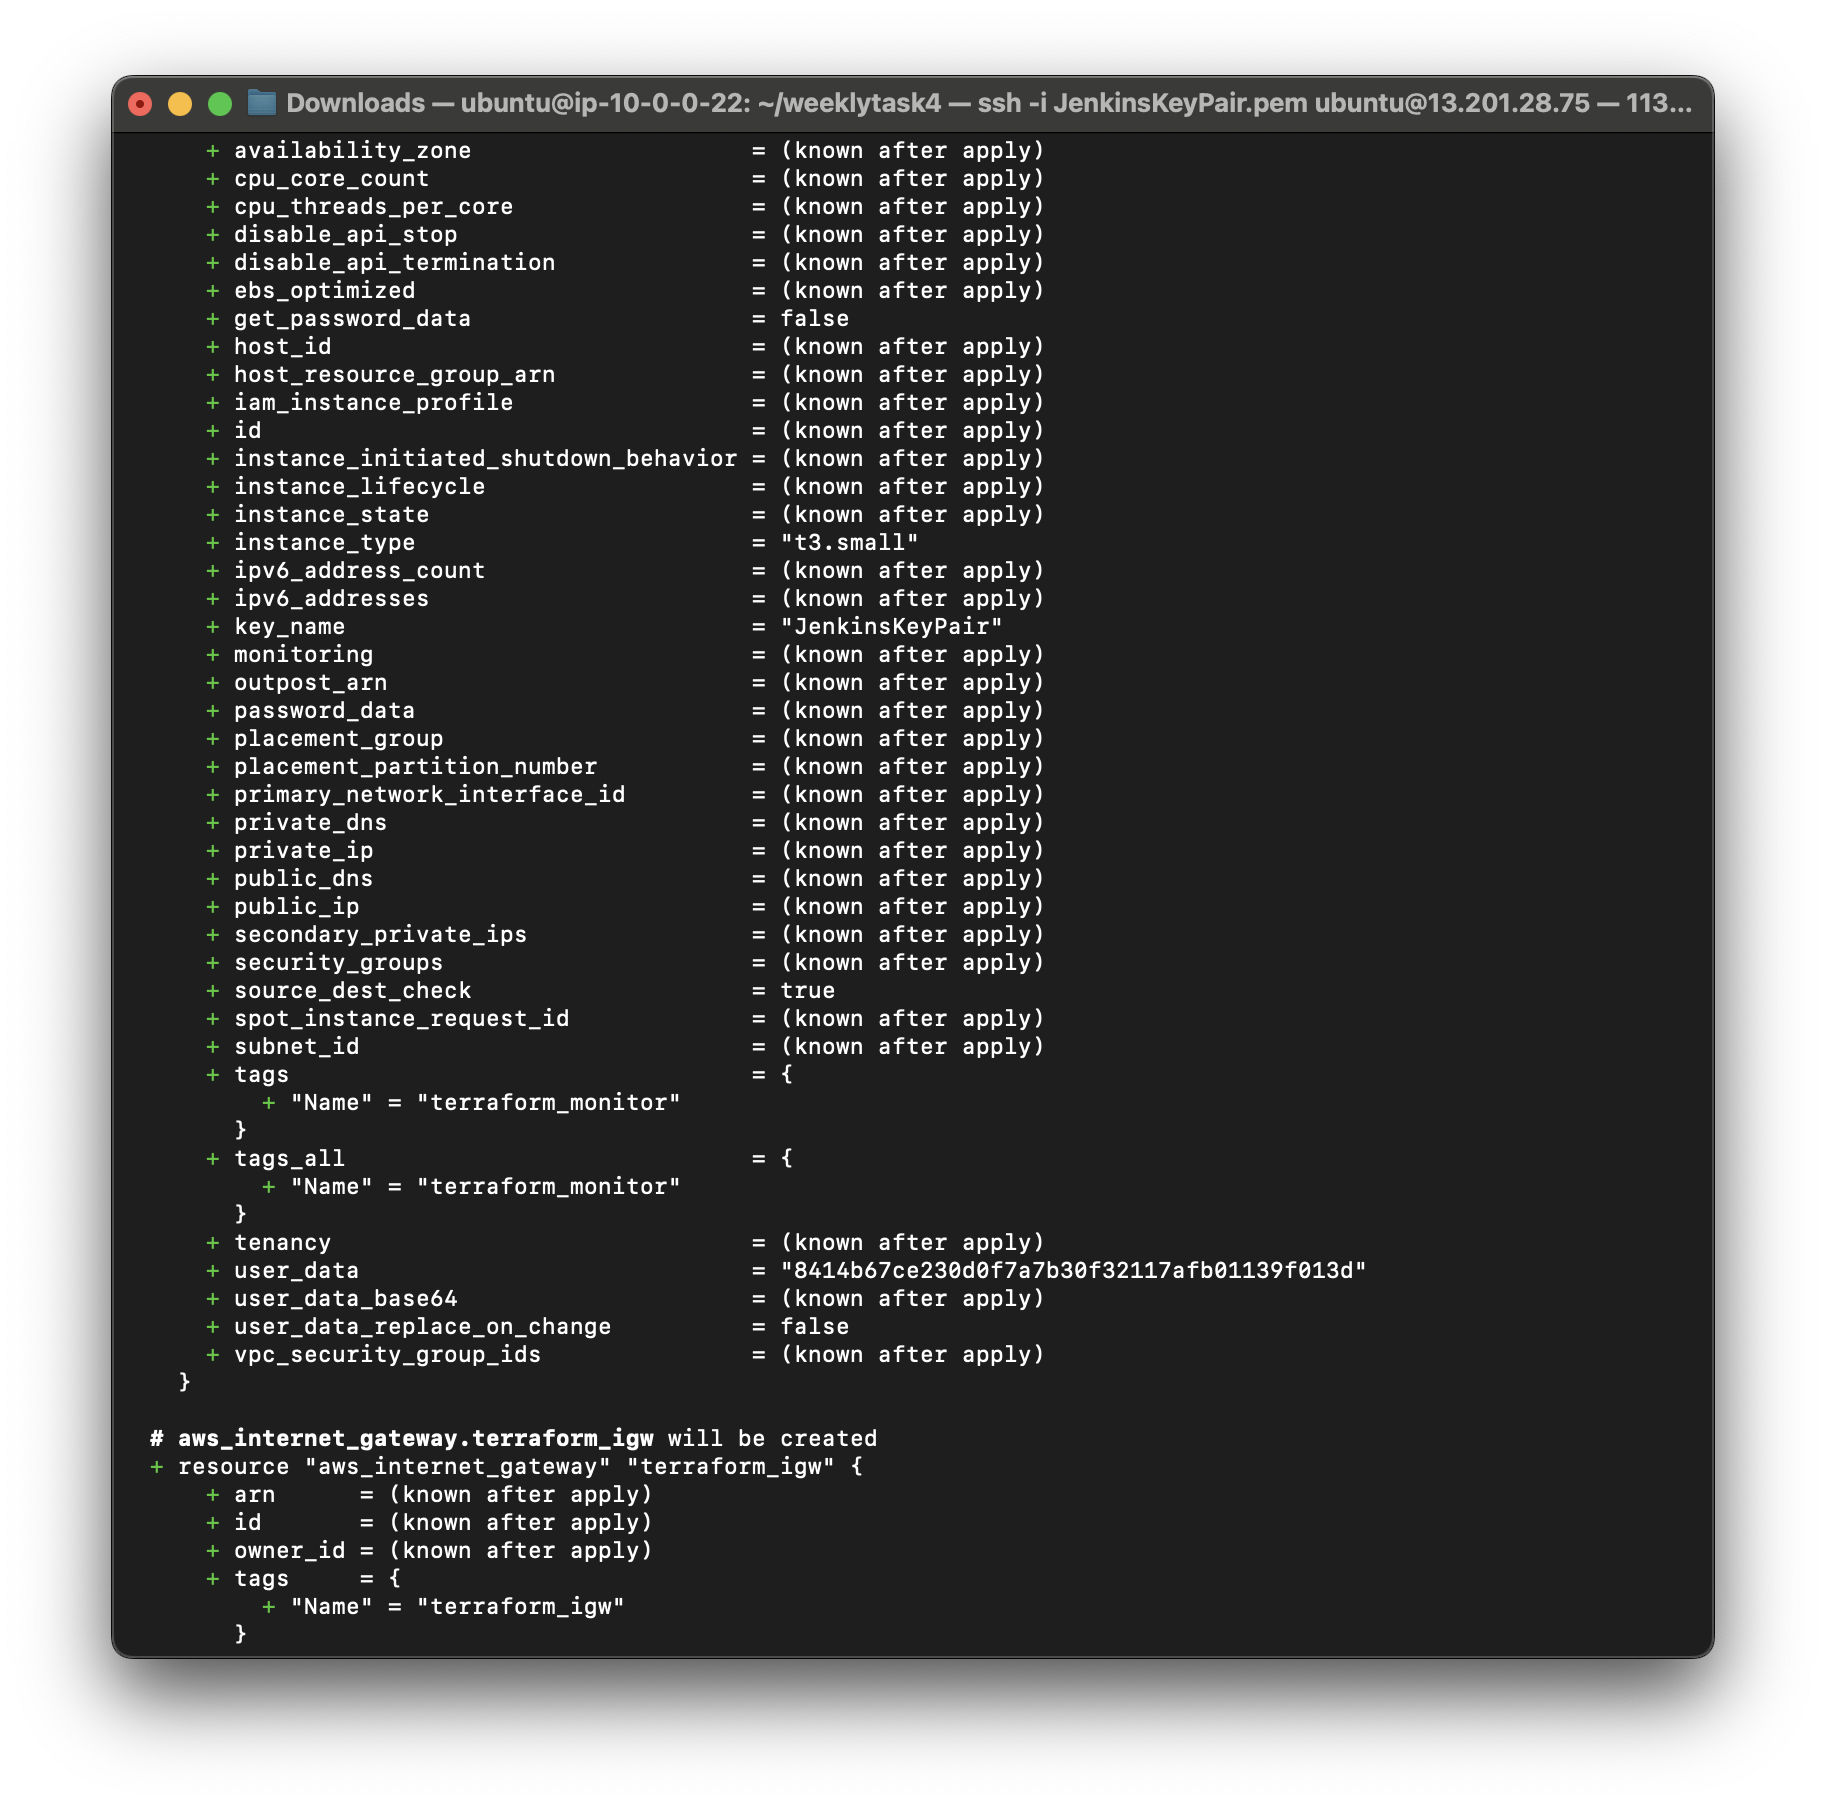 Downloads — ubuntu@ip-10-0-0-22: ~/weeklytask4 — ssh -i JenkinsKeyPair.pem ubuntu@13.201.28.75 — 113...
+ availability_zone = (known after apply)
+ cpu_core_count = (known after apply)
+ cpu_threads_per_core = (known after apply)
+ disable_api_stop = (known after apply)
+ disable_api_termination = (known after apply)
+ ebs_optimized = (known after apply)
+ get_password_data = false
+ host_id = (known after apply)
+ host_resource_group_arn = (known after apply)
+ iam_instance_profile = (known after apply)
+ id = (known after apply)
+ instance_initiated_shutdown_behavior = (known after apply)
+ instance_lifecycle = (known after apply)
+ instance_state = (known after apply)
+ instance_type = "t3.small"
+ ipv6_address_count = (known after apply)
+ ipv6_addresses = (known after apply)
+ key_name = "JenkinsKeyPair"
+ monitoring = (known after apply)
+ outpost_arn = (known after apply)
+ password_data = (known after apply)
+ placement_group = (known after apply)
+ placement_partition_number = (known after apply)
+ primary_network_interface_id = (known after apply)
+ private_dns = (known after apply)
+ private_ip = (known after apply)
+ public_dns = (known after apply)
+ public_ip = (known after apply)
+ secondary_private_ips = (known after apply)
+ security_groups = (known after apply)
+ source_dest_check = true
+ spot_instance_request_id = (known after apply)
+ subnet_id = (known after apply)
+ tags = {
+ "Name" = "terraform_monitor"
}
+ tags_all = {
+ "Name" = "terraform_monitor"
}
+ tenancy = (known after apply)
+ user_data = "8414b67ce230d0f7a7b30f32117afb01139f013d"
+ user_data_base64 = (known after apply)
+ user_data_replace_on_change = false
+ vpc_security_group_ids = (known after apply)
}
# aws_internet_gateway.terraform_igw will be created
+ resource "aws_internet_gateway" "terraform_igw" {
+ arn = (known after apply)
+ id = (known after apply)
+ owner_id = (known after apply)
+ tags = {
+ "Name" = "terraform_igw"
}